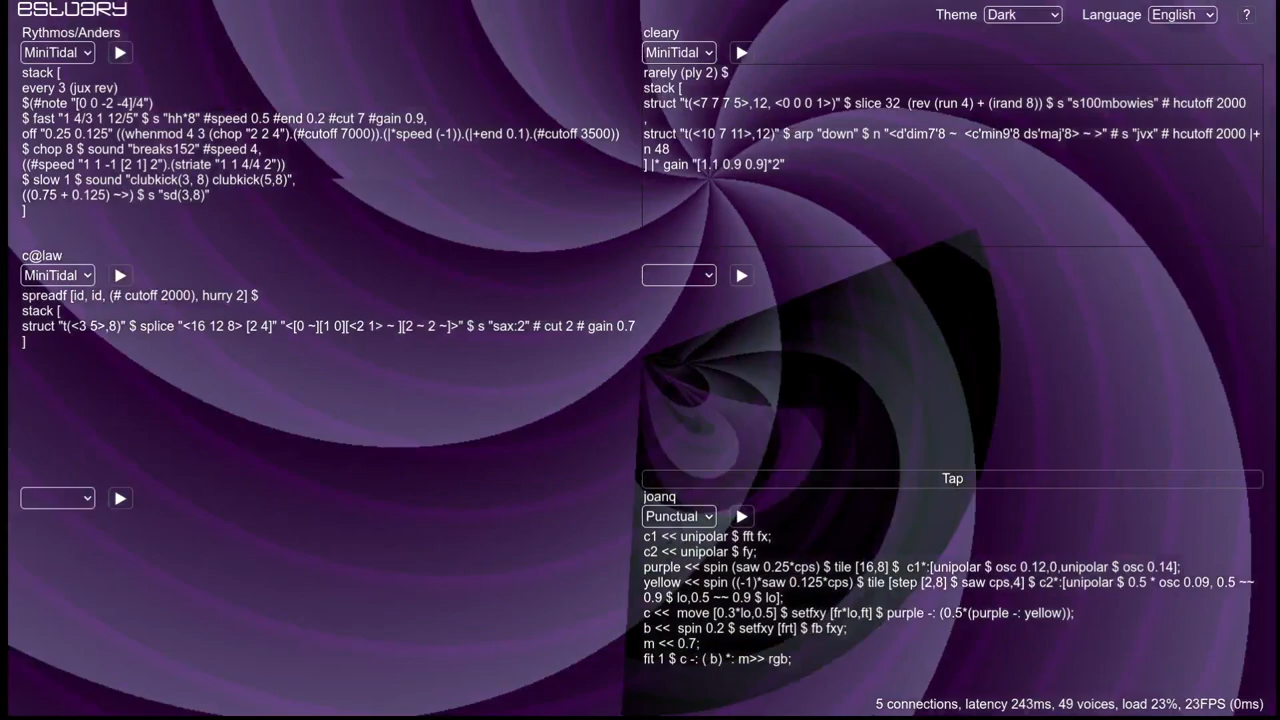 estuary
Theme Dark Language English ?
Rythmos/Anders
MiniTidal
stack [
every 3 (jux rev)
$(#note "[0 0 -2 -4]/4")
$ fast "1 4/3 1 12/5" $ s "hh*8" #speed 0.5 #end 0.2 #cut 7 #gain 0.9,
off "0.25 0.125" ((whenmod 4 3 (chop "2 2 4").(#cutoff 7000)).(|*speed (-1)).(|+end 0.1).(#cutoff 3500))
$ chop 8 $ sound "breaks152" #speed 4,
((#speed "1 1 -1 [2 1] 2").(striate "1 1 4/4 2"))
$ slow 1 $ sound "clubkick(3, 8) clubkick(5,8)",
((0.75 + 0.125) ~>) $ s "sd(3,8)"
]
cleary
MiniTidal
rarely (ply 2) $
stack [
struct "t(<7 7 7 5>,12, <0 0 0 1>)" $ slice 32  (rev (run 4) + (irand 8)) $ s "s100mbowies" # hcutoff 2000
,
struct "t(<10 7 11>,12)" $ arp "down" $ n "<d'dim7'8 ~  <c'min9'8 ds'maj'8> ~ >" # s "jvx" # hcutoff 2000 |+
n 48
] |* gain "[1,1 0.9 0.9]*2"
c@law
MiniTidal
spreadf [id, id, (# cutoff 2000), hurry 2] $
stack [
struct "t(<3 5>,8)" $ splice "<16 12 8> [2 4]" "<[0 ~][1 0][<2 1> ~ ][2 ~ 2 ~]>" $ s "sax:2" # cut 2 # gain 0.7
]
Tap
joanq
Punctual
c1 << unipolar $ fft fx;
c2 << unipolar $ fy;
purple << spin (saw 0.25*cps) $ tile [16,8] $  c1*:[unipolar $ osc 0.12,0,unipolar $ osc 0.14];
yellow << spin ((-1)*saw 0.125*cps) $ tile [step [2,8] $ saw cps,4] $ c2*:[unipolar $ 0.5 * osc 0.09, 0.5 ~~
0.9 $ lo,0.5 ~~ 0.9 $ lo];
c <<  move [0.3*lo,0.5] $ setfxy [fr*lo,ft] $ purple -: (0.5*(purple -: yellow));
b <<  spin 0.2 $ setfxy [frt] $ fb fxy;
m << 0.7;
fit 1 $ c -: ( b) *: m>> rgb;
5 connections, latency 243ms, 49 voices, load 23%, 23FPS (0ms)